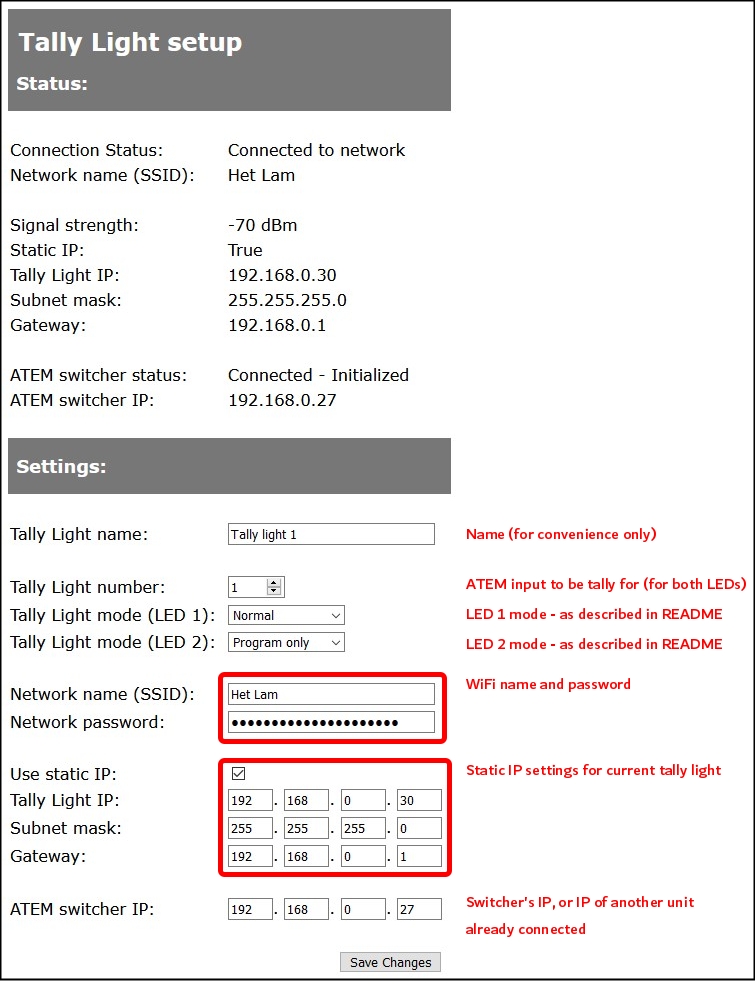 Tally Light setup
Status:
Connection Status: Connected to network
Network name (SSID): Het Lam
Signal strength: -70 dBm
Static IP: True
Tally Light IP: 192.168.0.30
Subnet mask: 255.255.255.0
Gateway: 192.168.0.1
ATEM switcher status: Connected - Initialized
ATEM switcher IP: 192.168.0.27
Settings:
Tally Light name: Tally light 1 Name (for convenience only)
Tally Light number: 1 ATEM input to be tally for (for both LEDs)
Tally Light mode (LED 1): Normal LED 1 mode - as described in README
Tally Light mode (LED 2): Program only LED 2 mode - as described in README
Network name (SSID): Het Lam WiFi name and password
Network password: ●●●●●●●●●●●●●●●●●●●●●
Use static IP: Static IP settings for current tally light
Tally Light IP: 192. 168. 0. 30
Subnet mask: 255. 255. 255. 0
Gateway: 192. 168. 0. 1
ATEM switcher IP: 192. 168. 0. 27 Switcher's IP, or IP of another unit
already connected
Save Changes